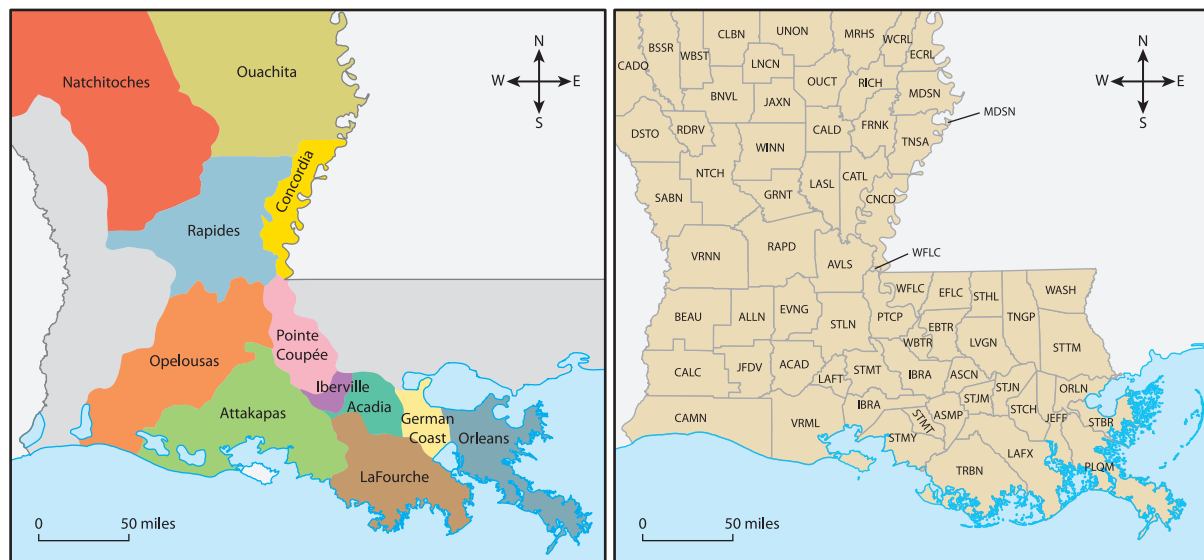 N
W E
S
Natchitoches
Ouachita
Concordia
Rapides
Pointe
Coupée
Opelousas
Iberville
Acadia
Attakapas
German
Coast
Orleans
LaFourche
0 50 miles
N
W E
S
CADO
BSSR
WBST
CLBN
UNON
MRHS
WCRL
ECRL
LNCN
OUCT
RICH
MDSN
BNVL
JAXN
MDSN
DSTO
RDRV
CALD
FRNK
TNSA
WINN
NTCH
CATL
LASL
SABN
GRNT
CNCD
VRNN
RAPD
AVLS
WFLC
WFLC
EFLC
STHL
WASH
BEAU
ALLN
EVNG
STLN
PTCP
EBTR
TNGP
WBTR
LVGN
STTM
CALC
JFDV
ACAD
LAFT
STMT
IBRA
ASCN
STJN
ORLN
CAMN
VRML
IBRA
STMT
ASMP
STJM
STCH
JEFF
STBR
STMY
LAFX
TRBN
PLQM
0 50 miles